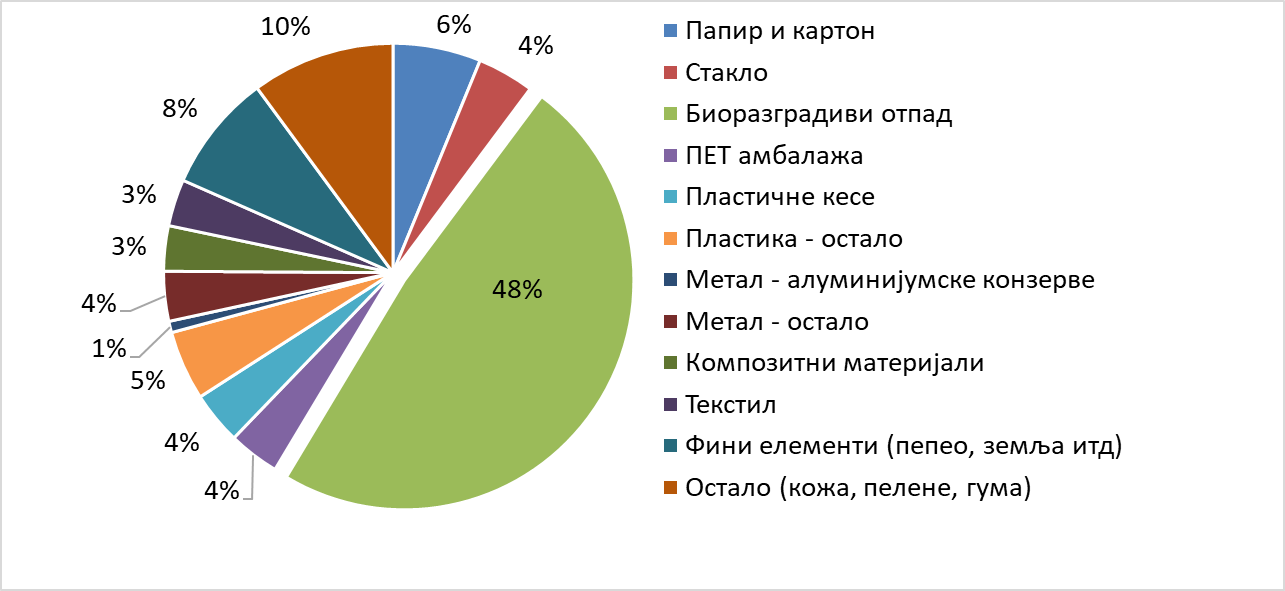 10%
6%
4%
8%
3%
3%
4%
1%
5%
4%
4%
48%
Папир и картон
Стакло
Биоразградиви отпад
ПЕТ амбалажа
Пластичне кесе
Пластика - остало
Метал - алуминијумске конзерве
Метал - остало
Композитни материјали
Текстил
Фини елементи (пепео, земља итд)
Остало (кожа, пелене, гума)